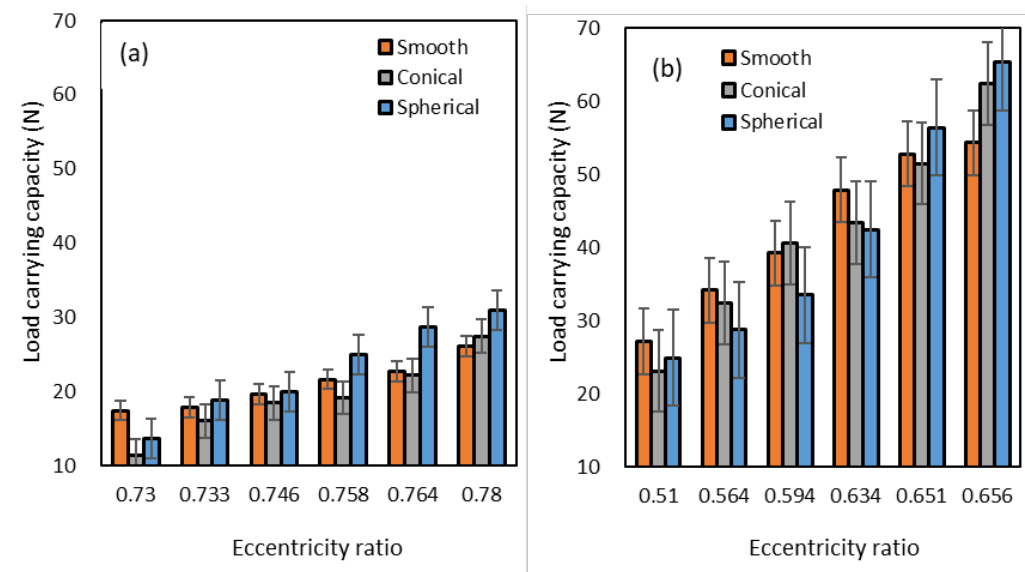 (a)
Smooth
Conical
Spherical
Load carrying capacity (N)
70
60
50
40
30
20
10
0.73 0.733 0.746 0.758 0.764 0.78
Eccentricity ratio
(b)
Smooth
Conical
Spherical
Load carrying capacity (N)
70
60
50
40
30
20
10
0.51 0.564 0.594 0.634 0.651 0.656
Eccentricity ratio